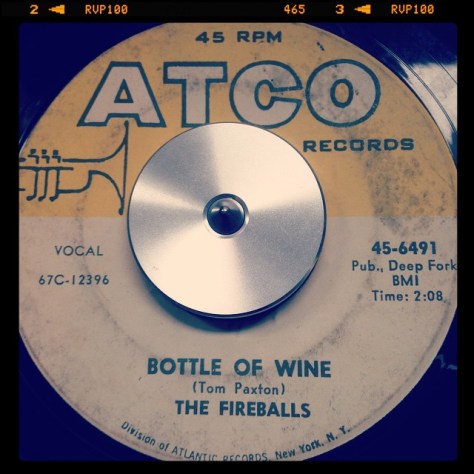 2 RVP100 465 3 RVP100
45 RPM
ATCO
RECORDS
VOCAL
67C-12396
45-6491
Pub., Deep Fork
BMI
Time: 2:08
BOTTLE OF WINE
(Tom Paxton)
THE FIREBALLS
Division of ATLANTIC RECORDS, New York, N. Y.